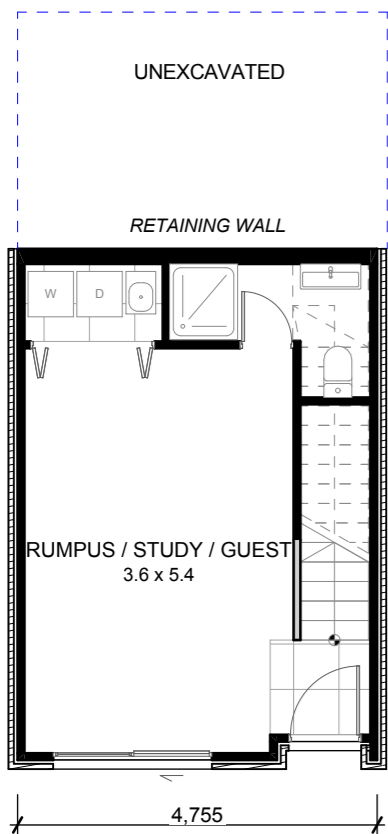 UNEXCAVATED
RETAINING WALL
W D
RUMPUS / STUDY / GUEST
3.6 x 5.4
4,755